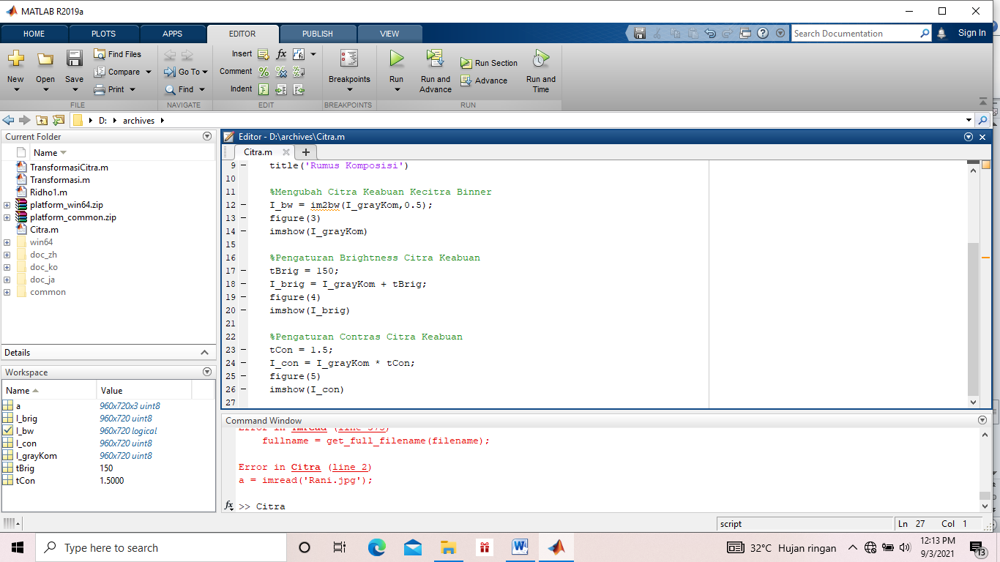 MATLAB R2019a
HOME PLOTS APPS EDITOR PUBLISH VIEW
Search Documentation Sign In
New Open Save Find Files Compare Print
Go To Find
Insert fx
Comment
Indent
Breakpoints
Run Run and Advance Run Section Advance Run and Time
FILE NAVIGATE EDIT BREAKPOINTS RUN
D: archives
Current Folder
Name
TransformasiCitra.m
Transformasi.m
Ridho1.m
platform_win64.zip
platform_common.zip
Citra.m
win64
doc_zh
doc_ko
doc_ja
common
Details
Workspace
Name Value
a 960x720x3 uint8
I_brig 960x720 uint8
I_bw 960x720 logical
I_con 960x720 uint8
I_grayKom 960x720 uint8
tBrig 150
tCon 1.5000
Editor - D:\archives\Citra.m
Citra.m
9 title('Rumus Komposisi')
10
11 %Mengubah Citra Keabuan Kecitra Binner
12 I_bw = im2bw(I_grayKom,0.5);
13 figure(3)
14 imshow(I_grayKom)
15
16 %Pengaturan Brightness Citra Keabuan
17 tBrig = 150;
18 I_brig = I_grayKom + tBrig;
19 figure(4)
20 imshow(I_brig)
21
22 %Pengaturan Contras Citra Keabuan
23 tCon = 1.5;
24 I_con = I_grayKom * tCon;
25 figure(5)
26 imshow(I_con)
27
Command Window
Error in imread (line 375)
fullname = get_full_filename(filename);
Error in Citra (line 2)
a = imread('Rani.jpg');
fx >> Citra
script Ln 27 Col 1
Type here to search
32°C Hujan ringan
12:13 PM
9/3/2021
13